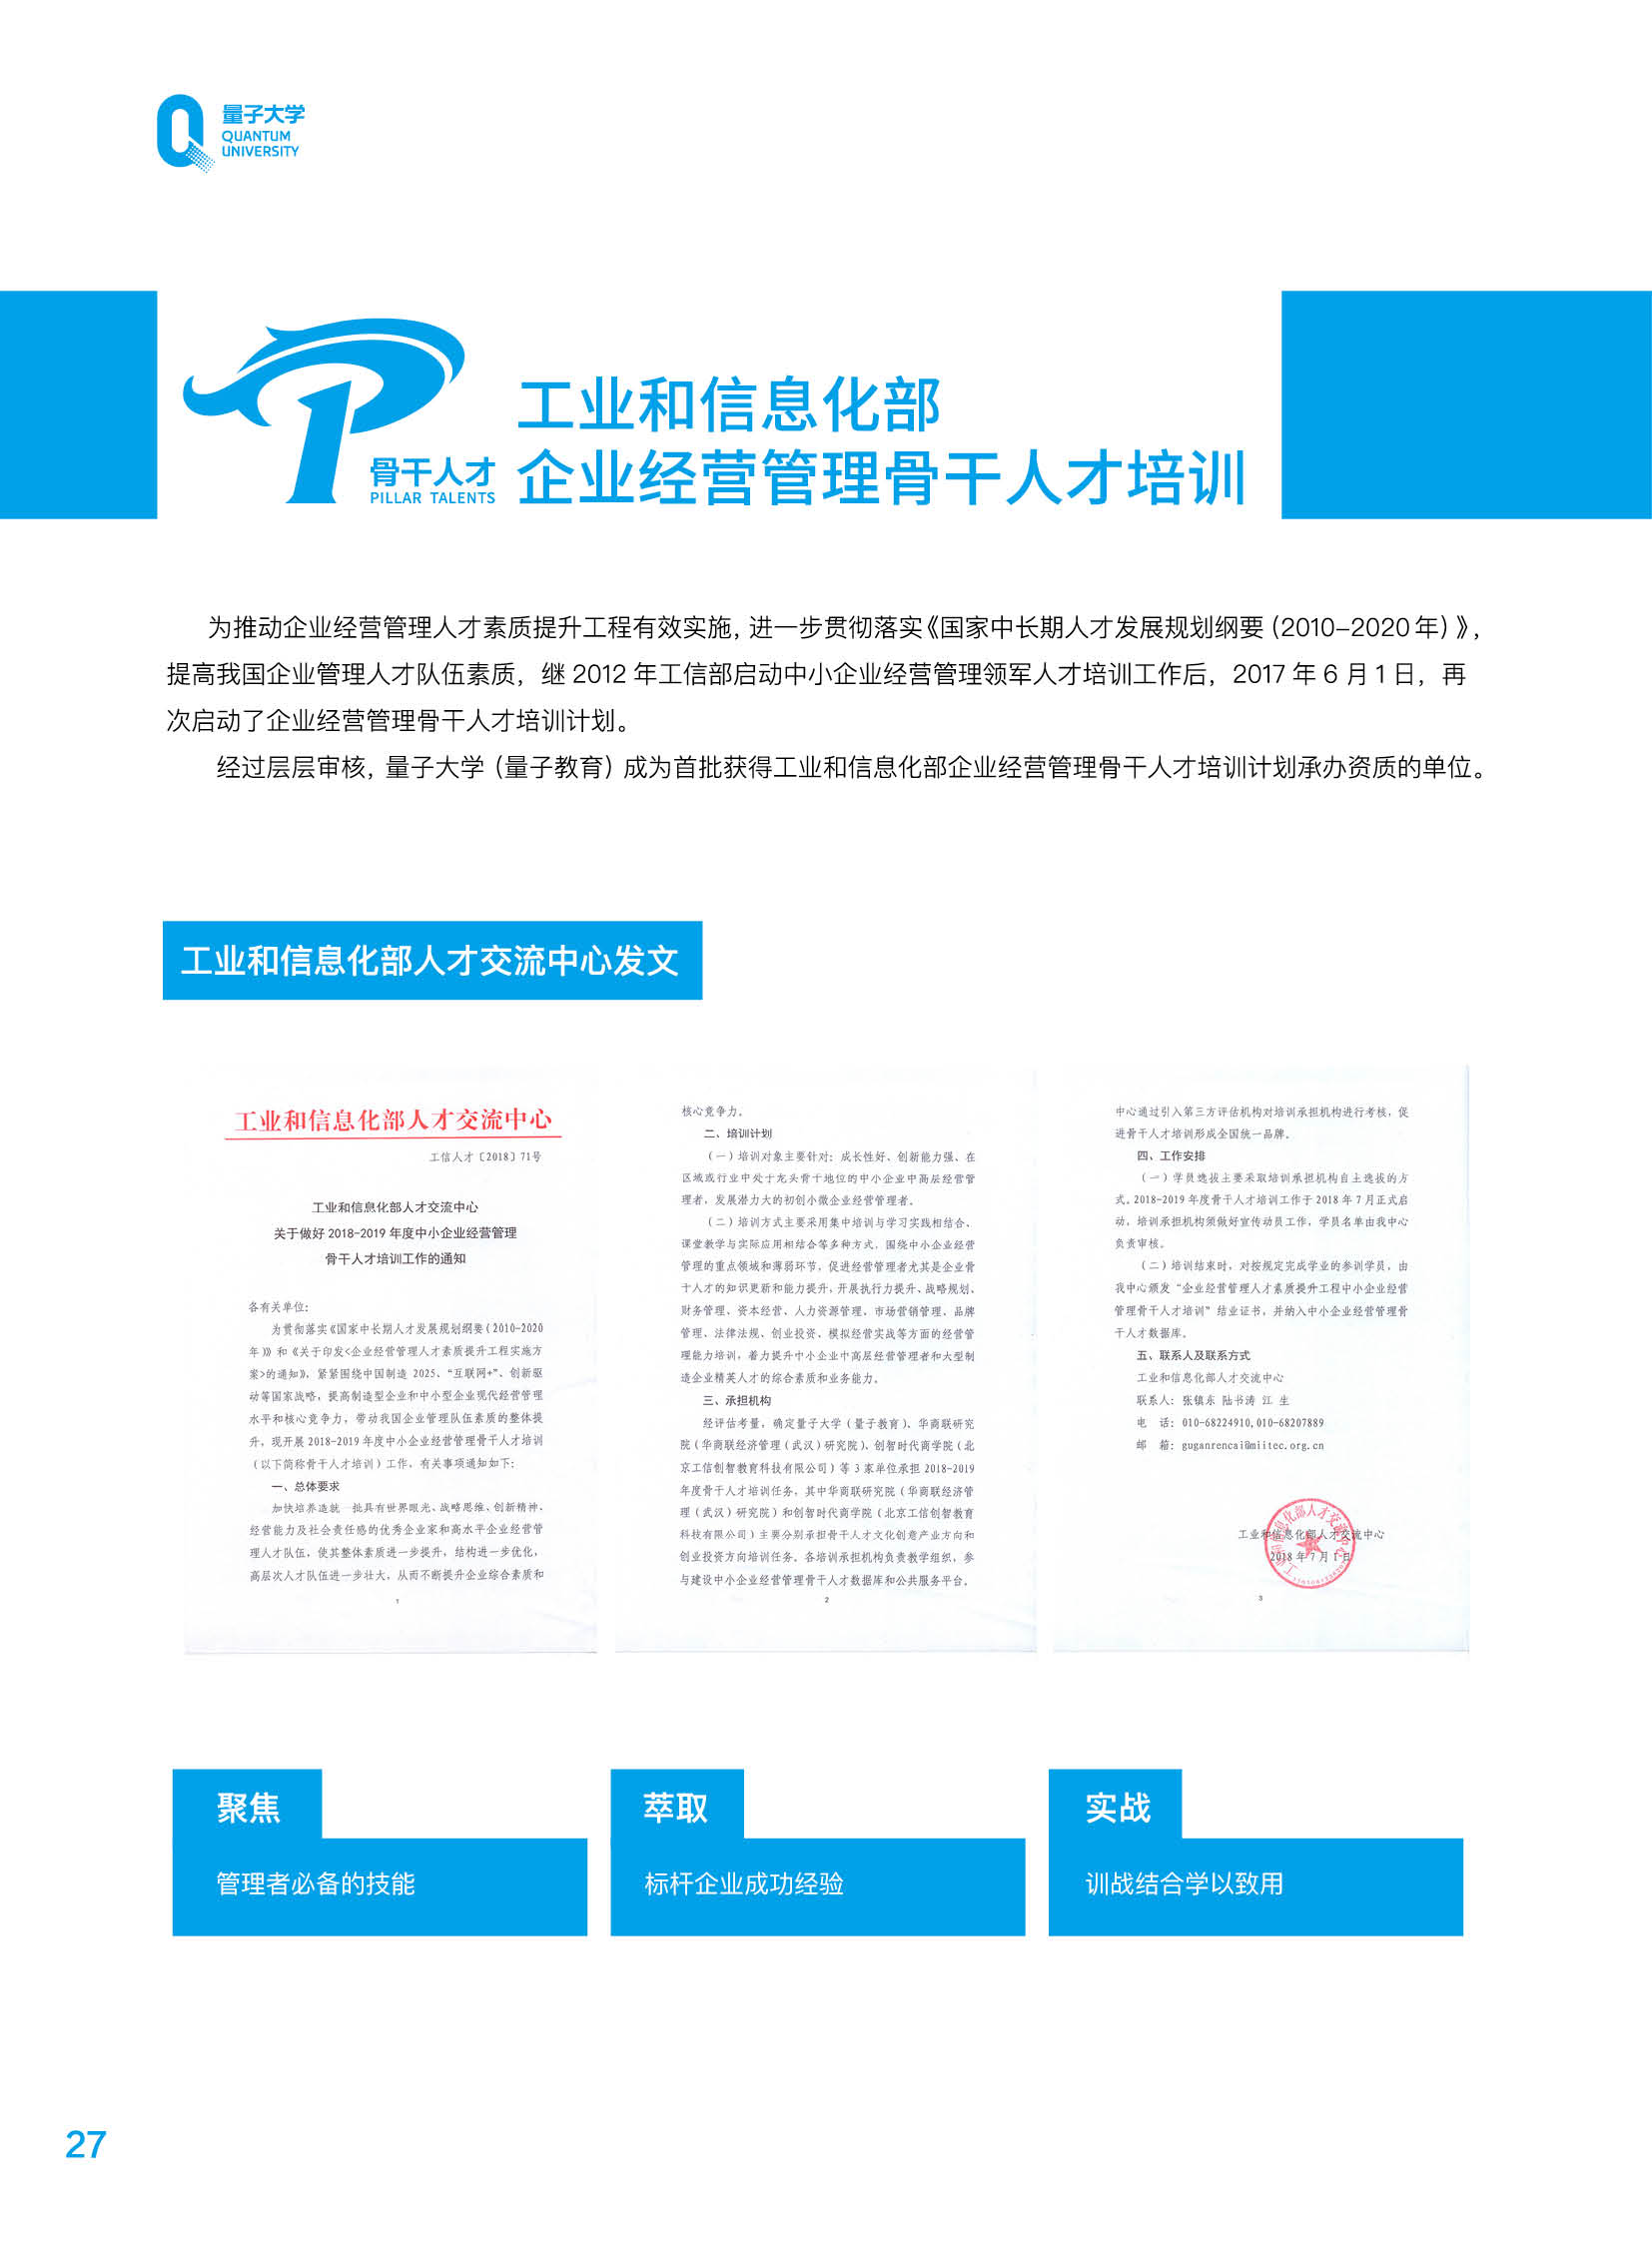 量子大学
QUANTUM
UNIVERSITY
骨干人才
PILLAR TALENTS
工业和信息化部
企业经营管理骨干人才培训
为推动企业经营管理人才素质提升工程有效实施，进一步贯彻落实《国家中长期人才发展规划纲要（2010-2020年）》，
提高我国企业管理人才队伍素质，继 2012 年工信部启动中小企业经营管理领军人才培训工作后，2017 年 6 月 1 日，再
次启动了企业经营管理骨干人才培训计划。
经过层层审核，量子大学（量子教育）成为首批获得工业和信息化部企业经营管理骨干人才培训计划承办资质的单位。
工业和信息化部人才交流中心发文
工业和信息化部人才交流中心
工信人才〔2018〕71号
工业和信息化部人才交流中心
关于做好 2018-2019 年度中小企业经营管理
骨干人才培训工作的通知
各有关单位：
为贯彻落实《国家中长期人才发展规划纲要（2010-2020
年）》和《关于印发<企业经营管理人才素质提升工程实施方
案>的通知》，紧紧围绕中国制造 2025、“互联网+”、创新驱
动等国家战略，提高制造型企业和中小型企业现代经营管理
水平和核心竞争力，带动我国企业管理队伍素质的整体提
升，现开展 2018-2019 年度中小企业经营管理骨干人才培训
（以下简称骨干人才培训）工作，有关事项通知如下：
一、总体要求
加快培养造就一批具有世界眼光、战略思维、创新精神、
经营能力及社会责任感的优秀企业家和高水平企业经营管
理人才队伍，使其整体素质进一步提升，结构进一步优化，
高层次人才队伍进一步壮大，从而不断提升企业综合素质和
1
核心竞争力。
二、培训计划
（一）培训对象主要针对：成长性好、创新能力强、在
区域或行业中处于龙头骨干地位的中小企业中高层经营管
理者，发展潜力大的初创小微企业经营管理者。
（二）培训方式主要采用集中培训与学习实践相结合、
课堂教学与实际应用相结合等多种方式，围绕中小企业经营
管理的重点领域和薄弱环节，促进经营管理者尤其是企业骨
干人才的知识更新和能力提升，开展执行力提升、战略规划、
财务管理、资本经营、人力资源管理、市场营销管理、品牌
管理、法律法规、创业投资、模拟经营实战等方面的经营管
理能力培训，着力提升中小企业中高层经营管理者和大型制
造企业精英人才的综合素质和业务能力。
三、承担机构
经评估考量，确定量子大学（量子教育）、华商联研究
院（华商联经济管理（武汉）研究院）、创智时代商学院（北
京工信创智教育科技有限公司）等 3 家单位承担 2018-2019
年度骨干人才培训任务，其中华商联研究院（华商联经济管
理（武汉）研究院）和创智时代商学院（北京工信创智教育
科技有限公司）主要分别承担骨干人才文化创意产业方向和
创业投资方向培训任务。各培训承担机构负责教学组织，参
与建设中小企业经营管理骨干人才数据库和公共服务平台。
2
中心通过引入第三方评估机构对培训承担机构进行考核，促
进骨干人才培训形成全国统一品牌。
四、工作安排
（一）学员选拔主要采取培训承担机构自主选拔的方
式。2018-2019 年度骨干人才培训工作于 2018 年 7 月正式启
动，培训承担机构须做好宣传动员工作，学员名单由我中心
负责审核。
（二）培训结束时，对按规定完成学业的参训学员，由
我中心颁发“企业经营管理人才素质提升工程中小企业经营
管理骨干人才培训”结业证书，并纳入中小企业经营管理骨
干人才数据库。
五、联系人及联系方式
工业和信息化部人才交流中心
联系人：张镇东 陆书涛 江 生
电 话：010-68224910,010-68207889
邮 箱：guganrencai@miitec.org.cn
工业和信息化部人才交流中心
2018 年 7 月 1 日
3
聚焦
管理者必备的技能
萃取
标杆企业成功经验
实战
训战结合学以致用
27